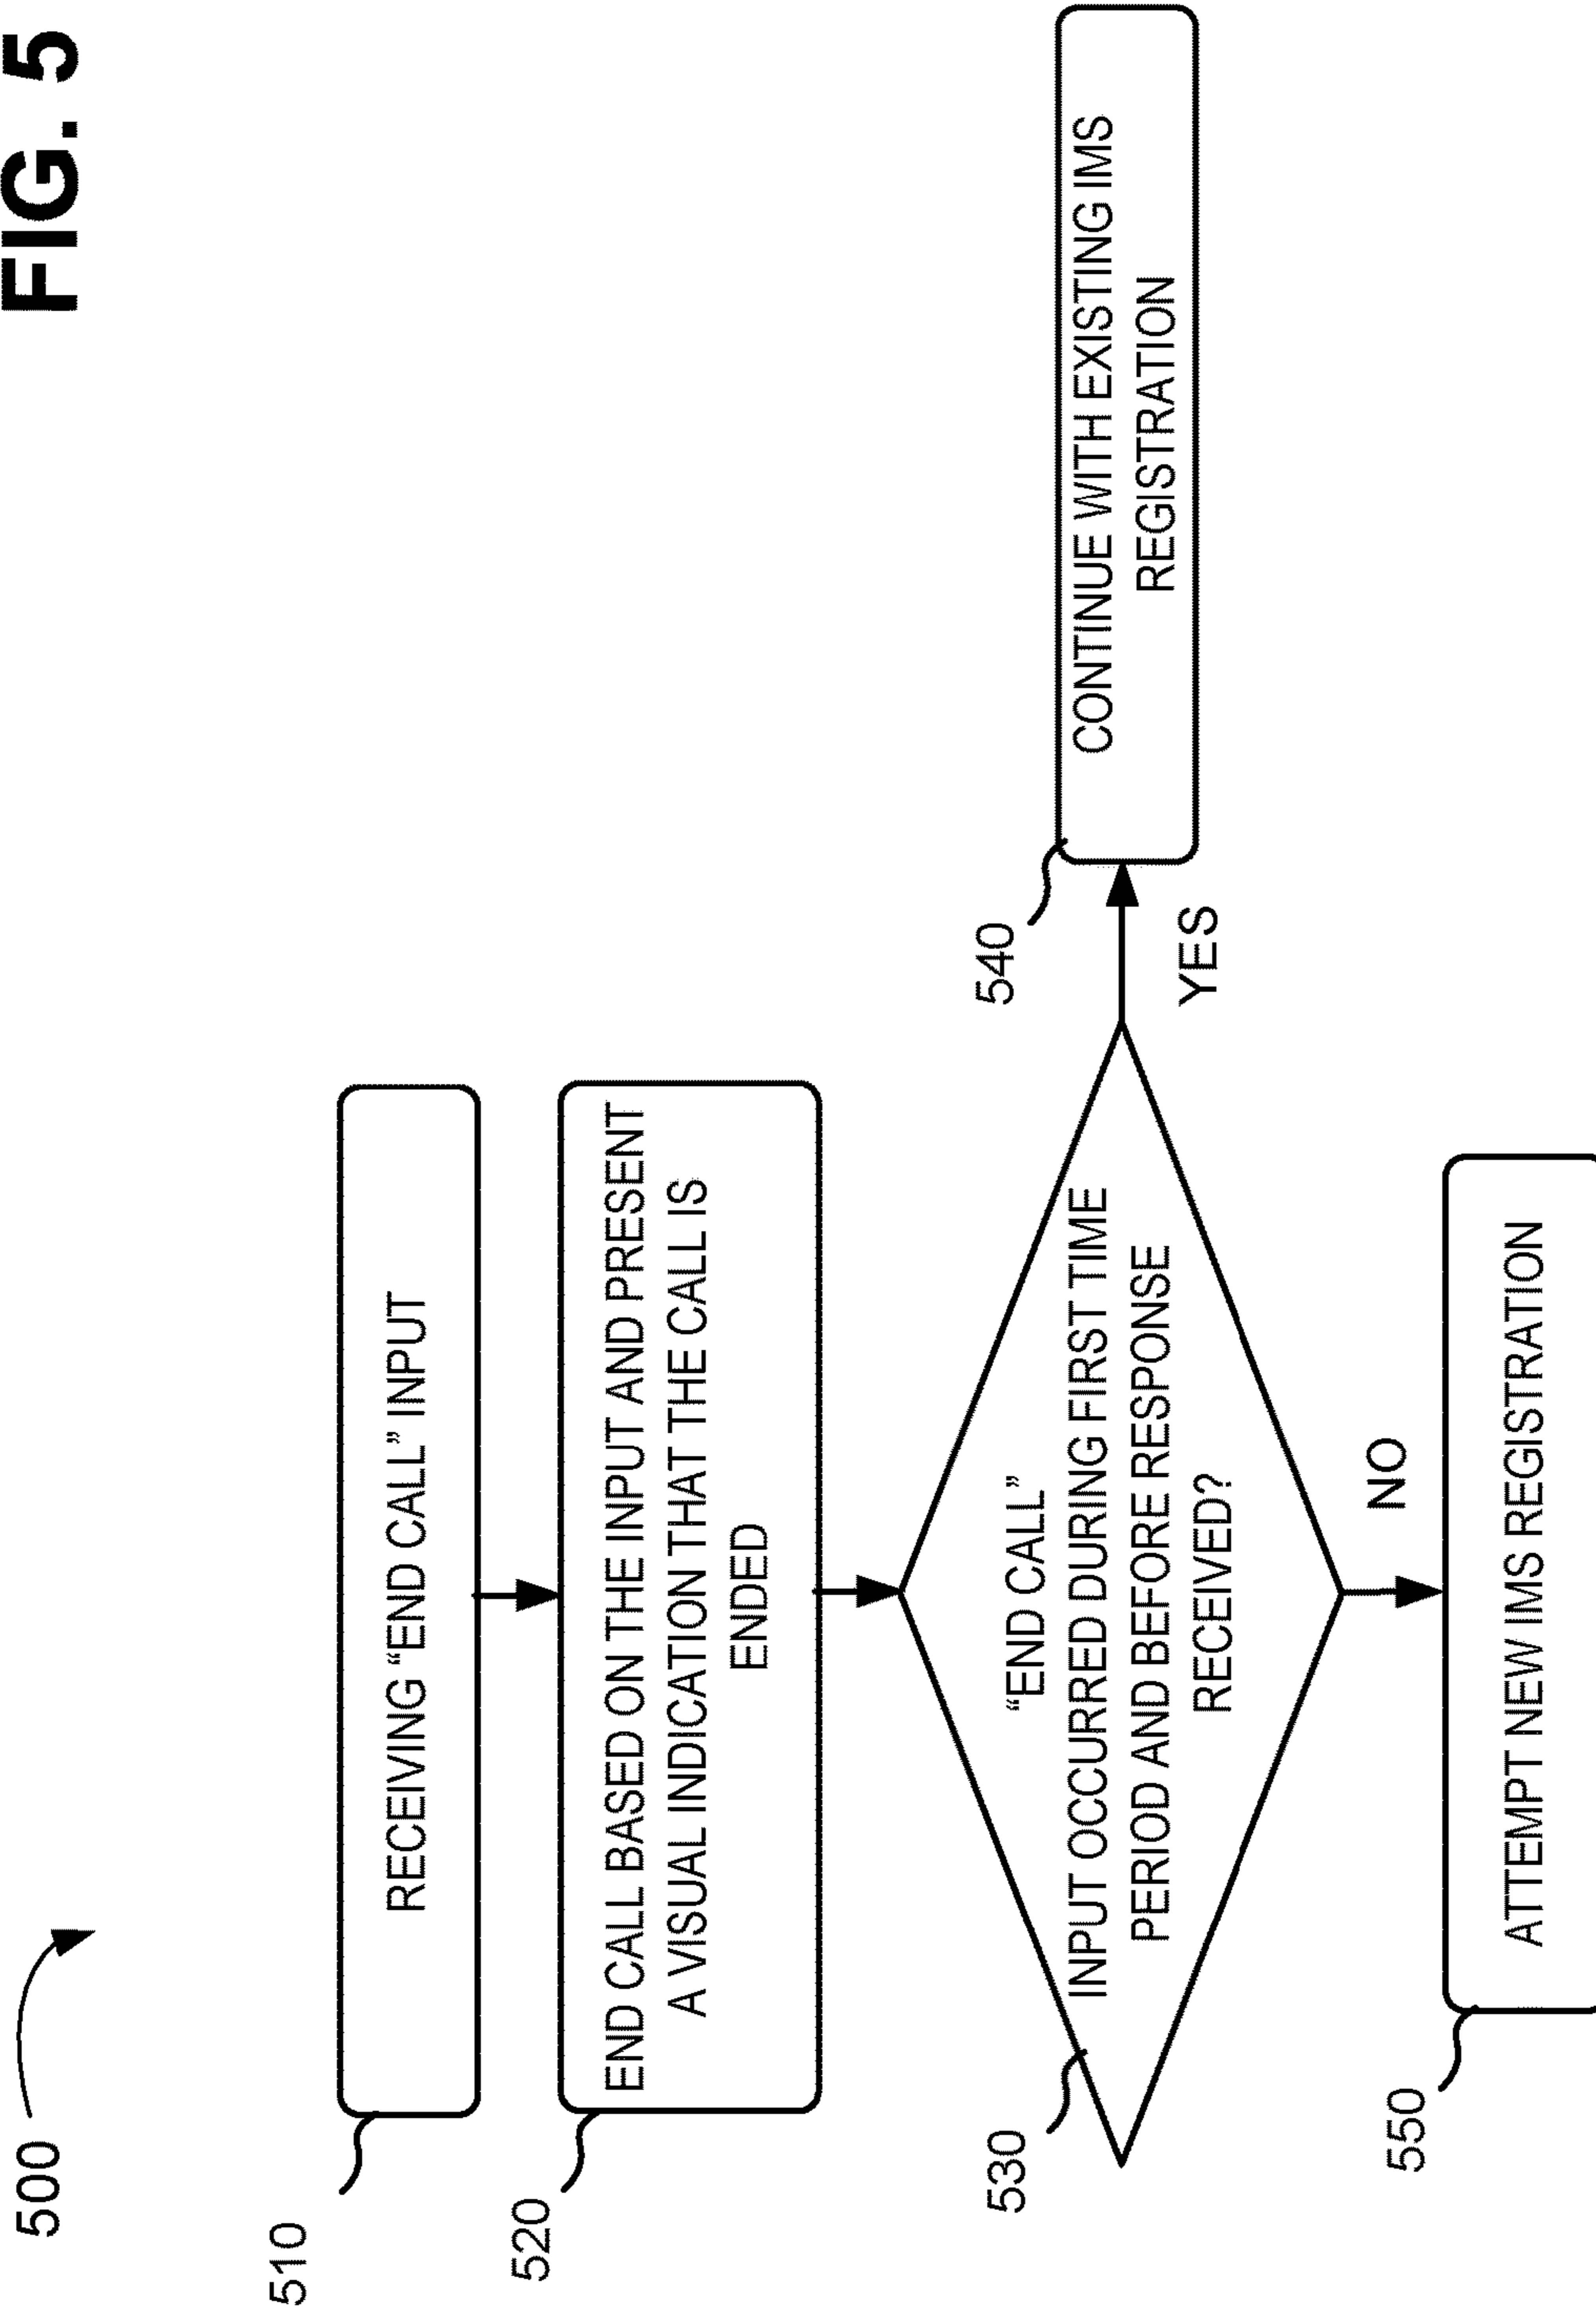 FIG. 5
500
510
RECEIVING “END CALL” INPUT
520
END CALL BASED ON THE INPUT AND PRESENT
A VISUAL INDICATION THAT THE CALL IS
ENDED
530
“END CALL”
INPUT OCCURRED DURING FIRST TIME
PERIOD AND BEFORE RESPONSE
RECEIVED?
YES
540
CONTINUE WITH EXISTING IMS
REGISTRATION
NO
550
ATTEMPT NEW IMS REGISTRATION